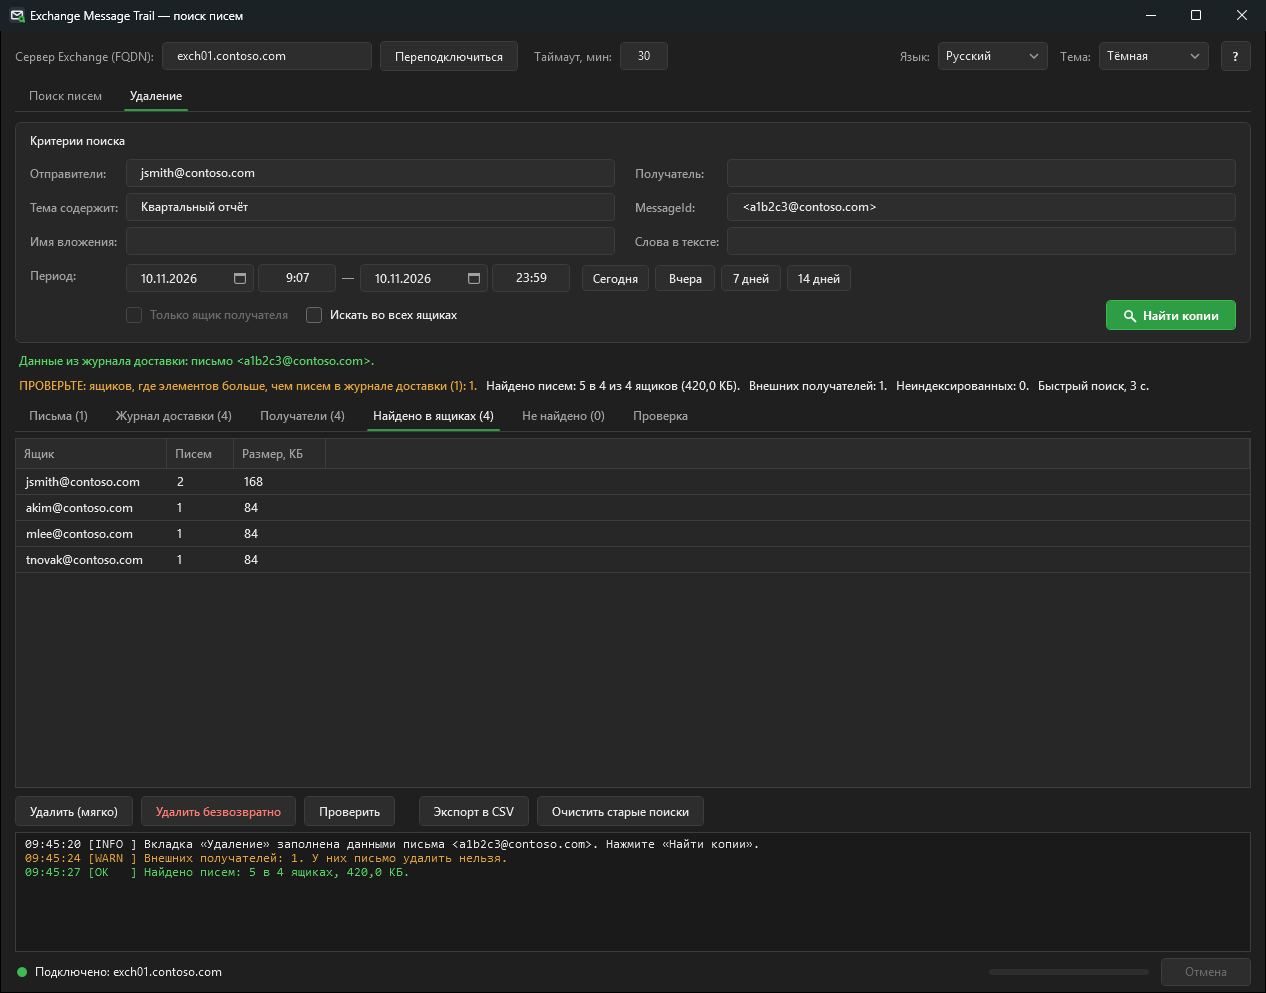 Exchange Message Trail — поиск писем
Сервер Exchange (FQDN): exch01.contoso.com Переподключиться Таймаут, мин: 30 Язык: Русский Тема: Тёмная ?
Поиск писем Удаление
Критерии поиска
Отправители: jsmith@contoso.com Получатель:
Тема содержит: Квартальный отчёт MessageId: <a1b2c3@contoso.com>
Имя вложения: Слова в тексте:
Период: 10.11.2026 9:07 — 10.11.2026 23:59 Сегодня Вчера 7 дней 14 дней
Только ящик получателя Искать во всех ящиках Найти копии
Данные из журнала доставки: письмо <a1b2c3@contoso.com>.
ПРОВЕРЬТЕ: ящиков, где элементов больше, чем писем в журнале доставки (1): 1. Найдено писем: 5 в 4 из 4 ящиков (420,0 КБ). Внешних получателей: 1. Неиндексированных: 0. Быстрый поиск, 3 с.
Письма (1) Журнал доставки (4) Получатели (4) Найдено в ящиках (4) Не найдено (0) Проверка
Ящик Писем Размер, КБ
jsmith@contoso.com 2 168
akim@contoso.com 1 84
mlee@contoso.com 1 84
tnovak@contoso.com 1 84
Удалить (мягко) Удалить безвозвратно Проверить Экспорт в CSV Очистить старые поиски
09:45:20 [INFO ] Вкладка «Удаление» заполнена данными письма <a1b2c3@contoso.com>. Нажмите «Найти копии».
09:45:24 [WARN ] Внешних получателей: 1. У них письмо удалить нельзя.
09:45:27 [OK   ] Найдено писем: 5 в 4 ящиках, 420,0 КБ.
Подключено: exch01.contoso.com Отмена